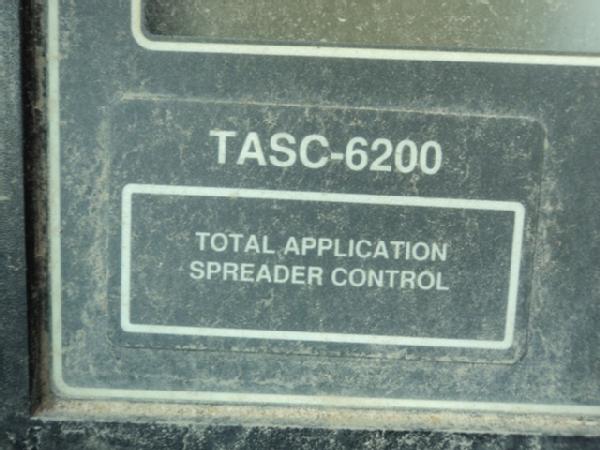 TASC-6200
TOTAL APPLICATION
SPREADER CONTROL